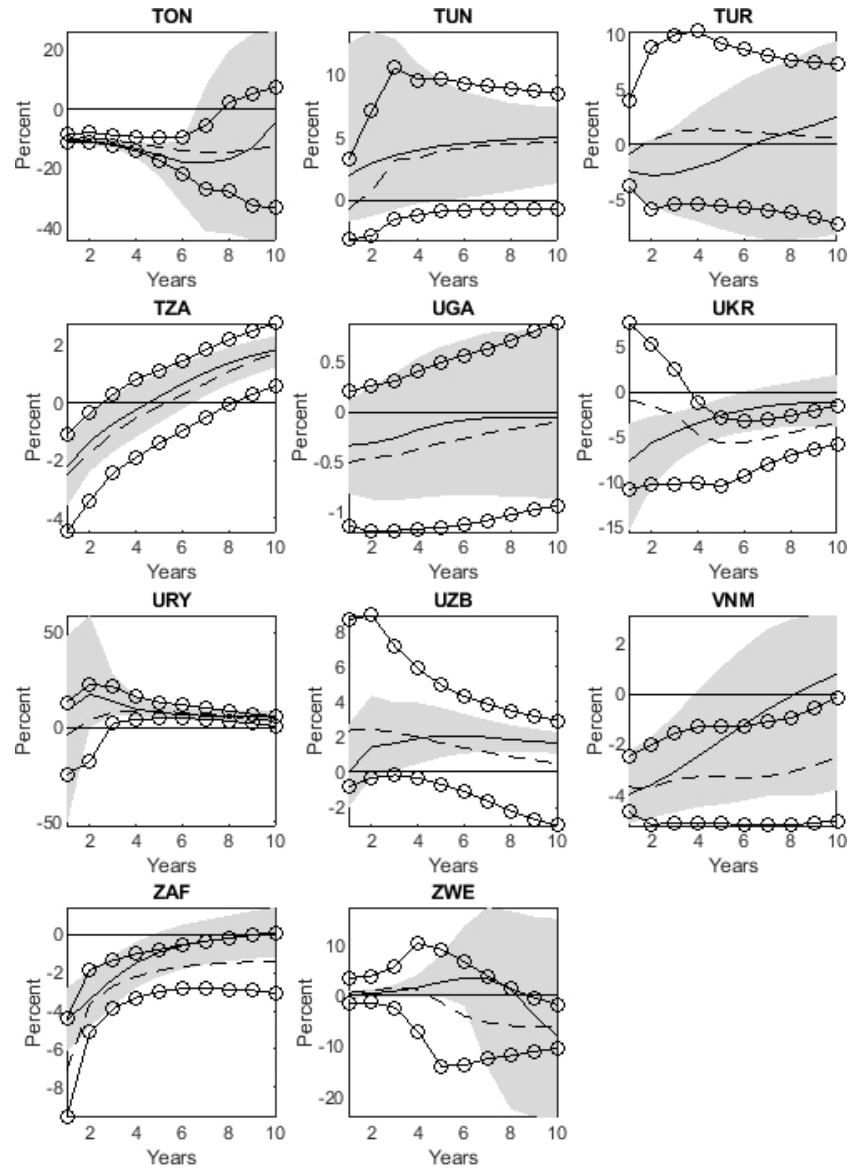 TON
20
0
-20
-40
Percent
2 4 6 8 10
Years
TUN
10
5
0
Percent
2 4 6 8 10
Years
TUR
10
5
0
-5
Percent
2 4 6 8 10
Years
TZA
2
0
-2
-4
Percent
2 4 6 8 10
Years
UGA
0.5
0
-0.5
-1
Percent
2 4 6 8 10
Years
UKR
5
0
-5
-10
-15
Percent
2 4 6 8 10
Years
URY
50
0
-50
Percent
2 4 6 8 10
Years
UZB
8
6
4
2
0
-2
Percent
2 4 6 8 10
Years
VNM
2
0
-2
-4
Percent
2 4 6 8 10
Years
ZAF
0
-2
-4
-6
-8
Percent
2 4 6 8 10
Years
ZWE
10
0
-10
-20
Percent
2 4 6 8 10
Years